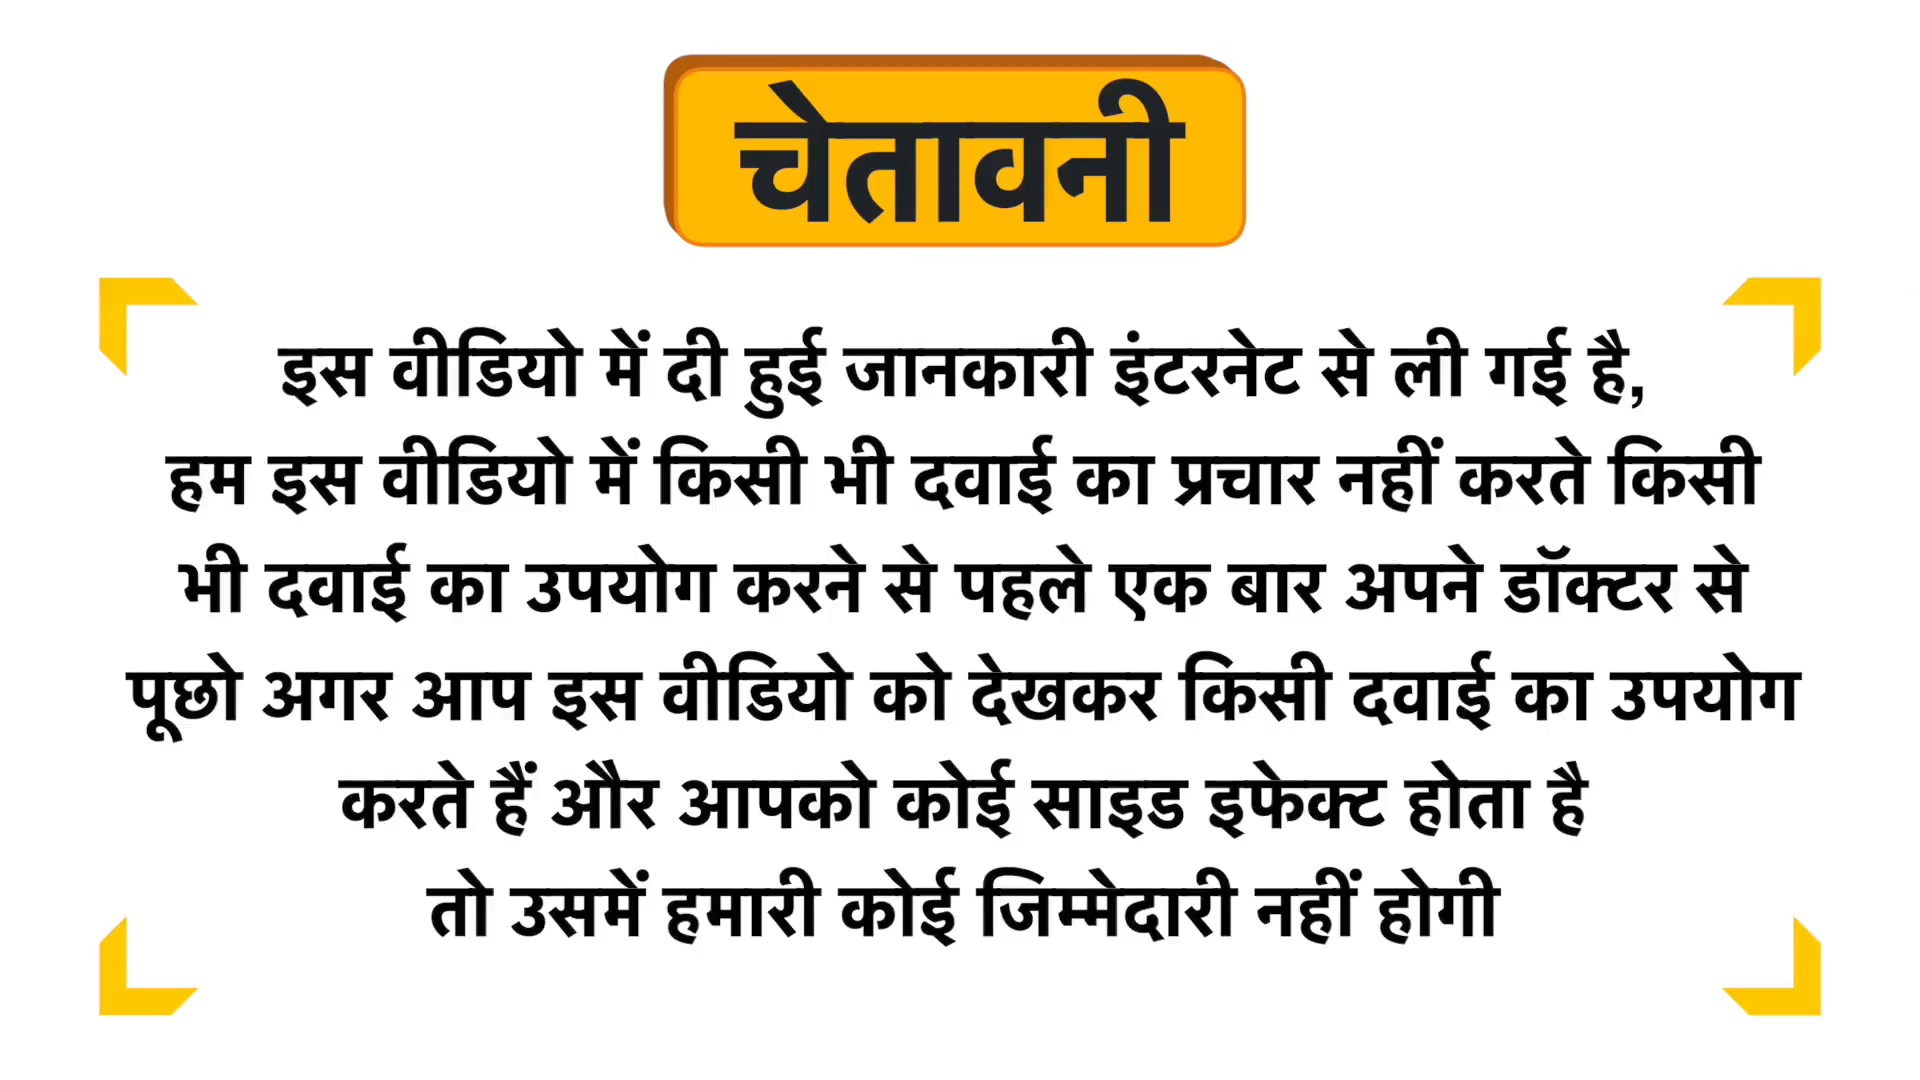 चेतावनी
इस वीडियो में दी हुई जानकारी इंटरनेट से ली गई है,
हम इस वीडियो में किसी भी दवाई का प्रचार नहीं करते किसी
भी दवाई का उपयोग करने से पहले एक बार अपने डॉक्टर से
पूछो अगर आप इस वीडियो को देखकर किसी दवाई का उपयोग
करते हैं और आपको कोई साइड इफेक्ट होता है
तो उसमें हमारी कोई जिम्मेदारी नहीं होगी